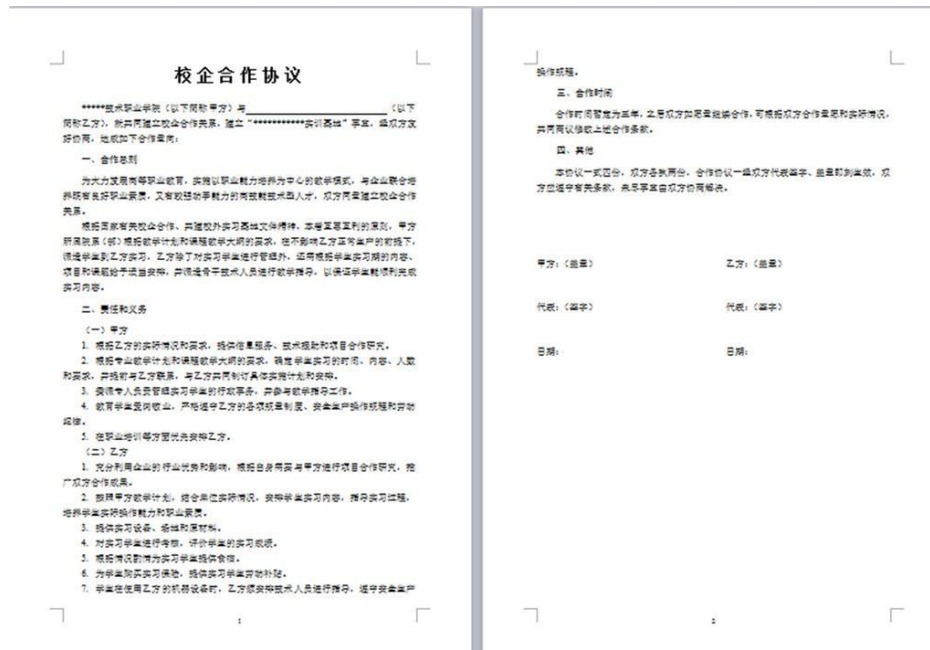 校企合作协议
*****技术职业学院（以下简称甲方）与（以下
简称乙方），就共同建立校企合作关系，建立“***********实训基地”事宜，经双方友
好协商，达成如下合作意向：
一、合作总则
为大力发展高等职业教育，实施以职业能力培养为中心的教学模式，与企业联合培
养既有良好职业素质，又有较强动手能力的高技能技术型人才，双方同意建立校企合作
关系。
根据国家有关校企合作、共建校外实习基地文件精神，本着互惠互利的原则，甲方
所属院系（部）根据教学计划和课程教学大纲的要求，在不影响乙方正常生产的前提下，
派遣学生到乙方实习，乙方除了对实习学生进行管理外，还需根据学生实习期的内容、
项目和课题给予适当安排，并派遣骨干技术人员进行教学指导，以保证学生能顺利完成
实习内容。
二、责任和义务
（一）甲方
1. 根据乙方的实际情况和要求，提供信息服务、技术援助和项目合作研究。
2. 根据专业教学计划和课程教学大纲的要求，确定学生实习的时间、内容、人数
和要求，并提前与乙方联系，与乙方共同制订具体实施计划和安排。
3. 委派专人负责管理实习学生的行政事务，并参与教学指导工作。
4. 教育学生爱岗敬业，严格遵守乙方的各项规章制度、安全生产操作规程和劳动
纪律。
5. 在职业培训等方面优先安排乙方。
（二）乙方
1. 充分利用企业的行业优势和影响，根据自身需要与甲方进行项目合作研究，推
广双方合作成果。
2. 按照甲方教学计划，结合单位实际情况，安排学生实习内容，指导实习过程，
培养学生实际操作能力和职业素质。
3. 提供实习设备、场地和原材料。
4. 对实习学生进行考核，评价学生的实习成绩。
5. 根据情况酌情为实习学生提供食宿。
6. 为学生购买实习保险，提供实习学生劳动补贴。
7. 学生在使用乙方的机器设备时，乙方须安排技术人员进行指导，遵守安全生产
1
操作规程。
三、合作时间
合作时间暂定为三年，之后双方如愿意继续合作，可根据双方合作意愿和实际情况，
共同商议修改上述合作条款。
四、其他
本协议一式四份，双方各执两份，合作协议一经双方代表签字、盖章即刻生效，双
方应遵守有关条款，未尽事宜由双方协商解决。
甲方：（盖章） 乙方：（盖章）
代表：（签字） 代表：（签字）
日期： 日期：
2